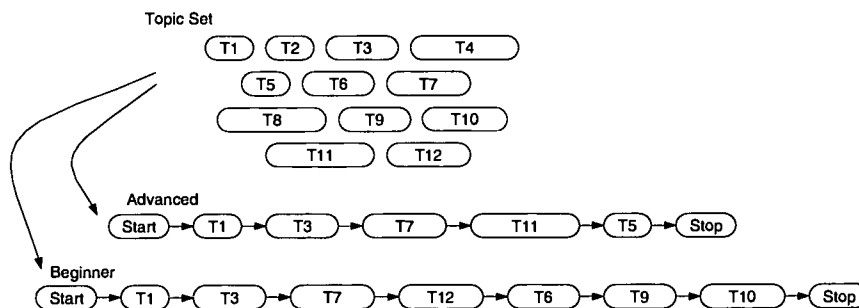 Topic Set
T1 T2 T3 T4
T5 T6 T7
T8 T9 T10
T11 T12
Advanced
Start T1 T3 T7 T11 T5 Stop
Beginner
Start T1 T3 T7 T12 T6 T9 T10 Stop